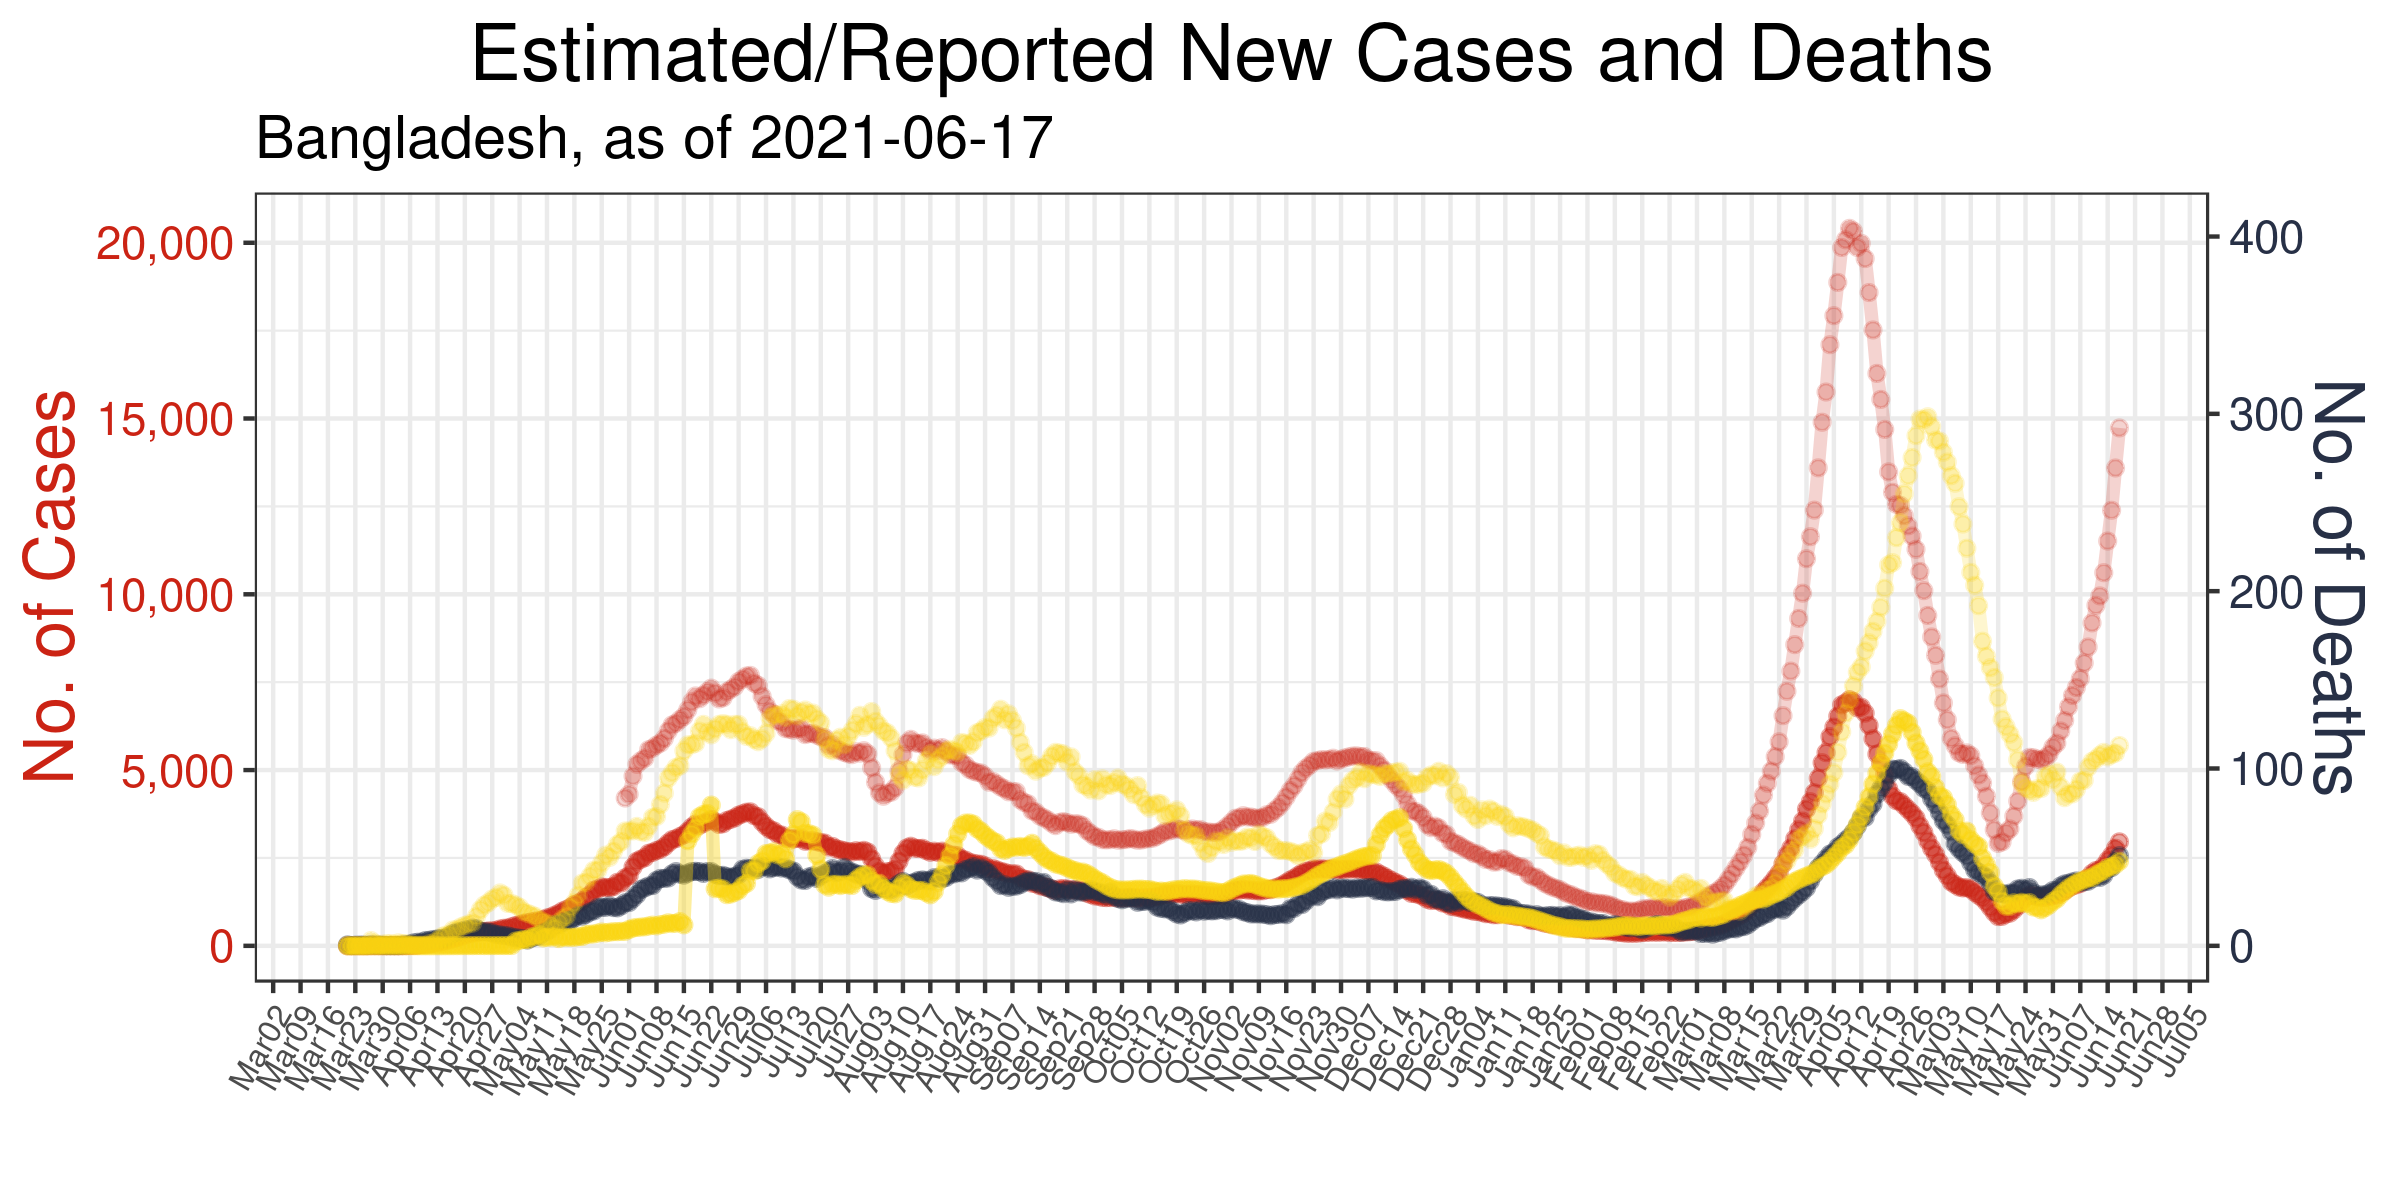 Estimated/Reported New Cases and Deaths
Bangladesh, as of 2021-06-17
No. of Cases
20,000
15,000
10,000
5,000
0
400
300
200
100
0
No. of Deaths
Mar02
Mar09
Mar16
Mar23
Mar30
Apr06
Apr13
Apr20
Apr27
May04
May11
May18
May25
Jun01
Jun08
Jun15
Jun22
Jun29
Jul06
Jul13
Jul20
Jul27
Aug03
Aug10
Aug17
Aug24
Aug31
Sep07
Sep14
Sep21
Sep28
Oct05
Oct12
Oct19
Oct26
Nov02
Nov09
Nov16
Nov23
Nov30
Dec07
Dec14
Dec21
Dec28
Jan04
Jan11
Jan18
Jan25
Feb01
Feb08
Feb15
Feb22
Mar01
Mar08
Mar15
Mar22
Mar29
Apr05
Apr12
Apr19
Apr26
May03
May10
May17
May24
May31
Jun07
Jun14
Jun21
Jun28
Jul05